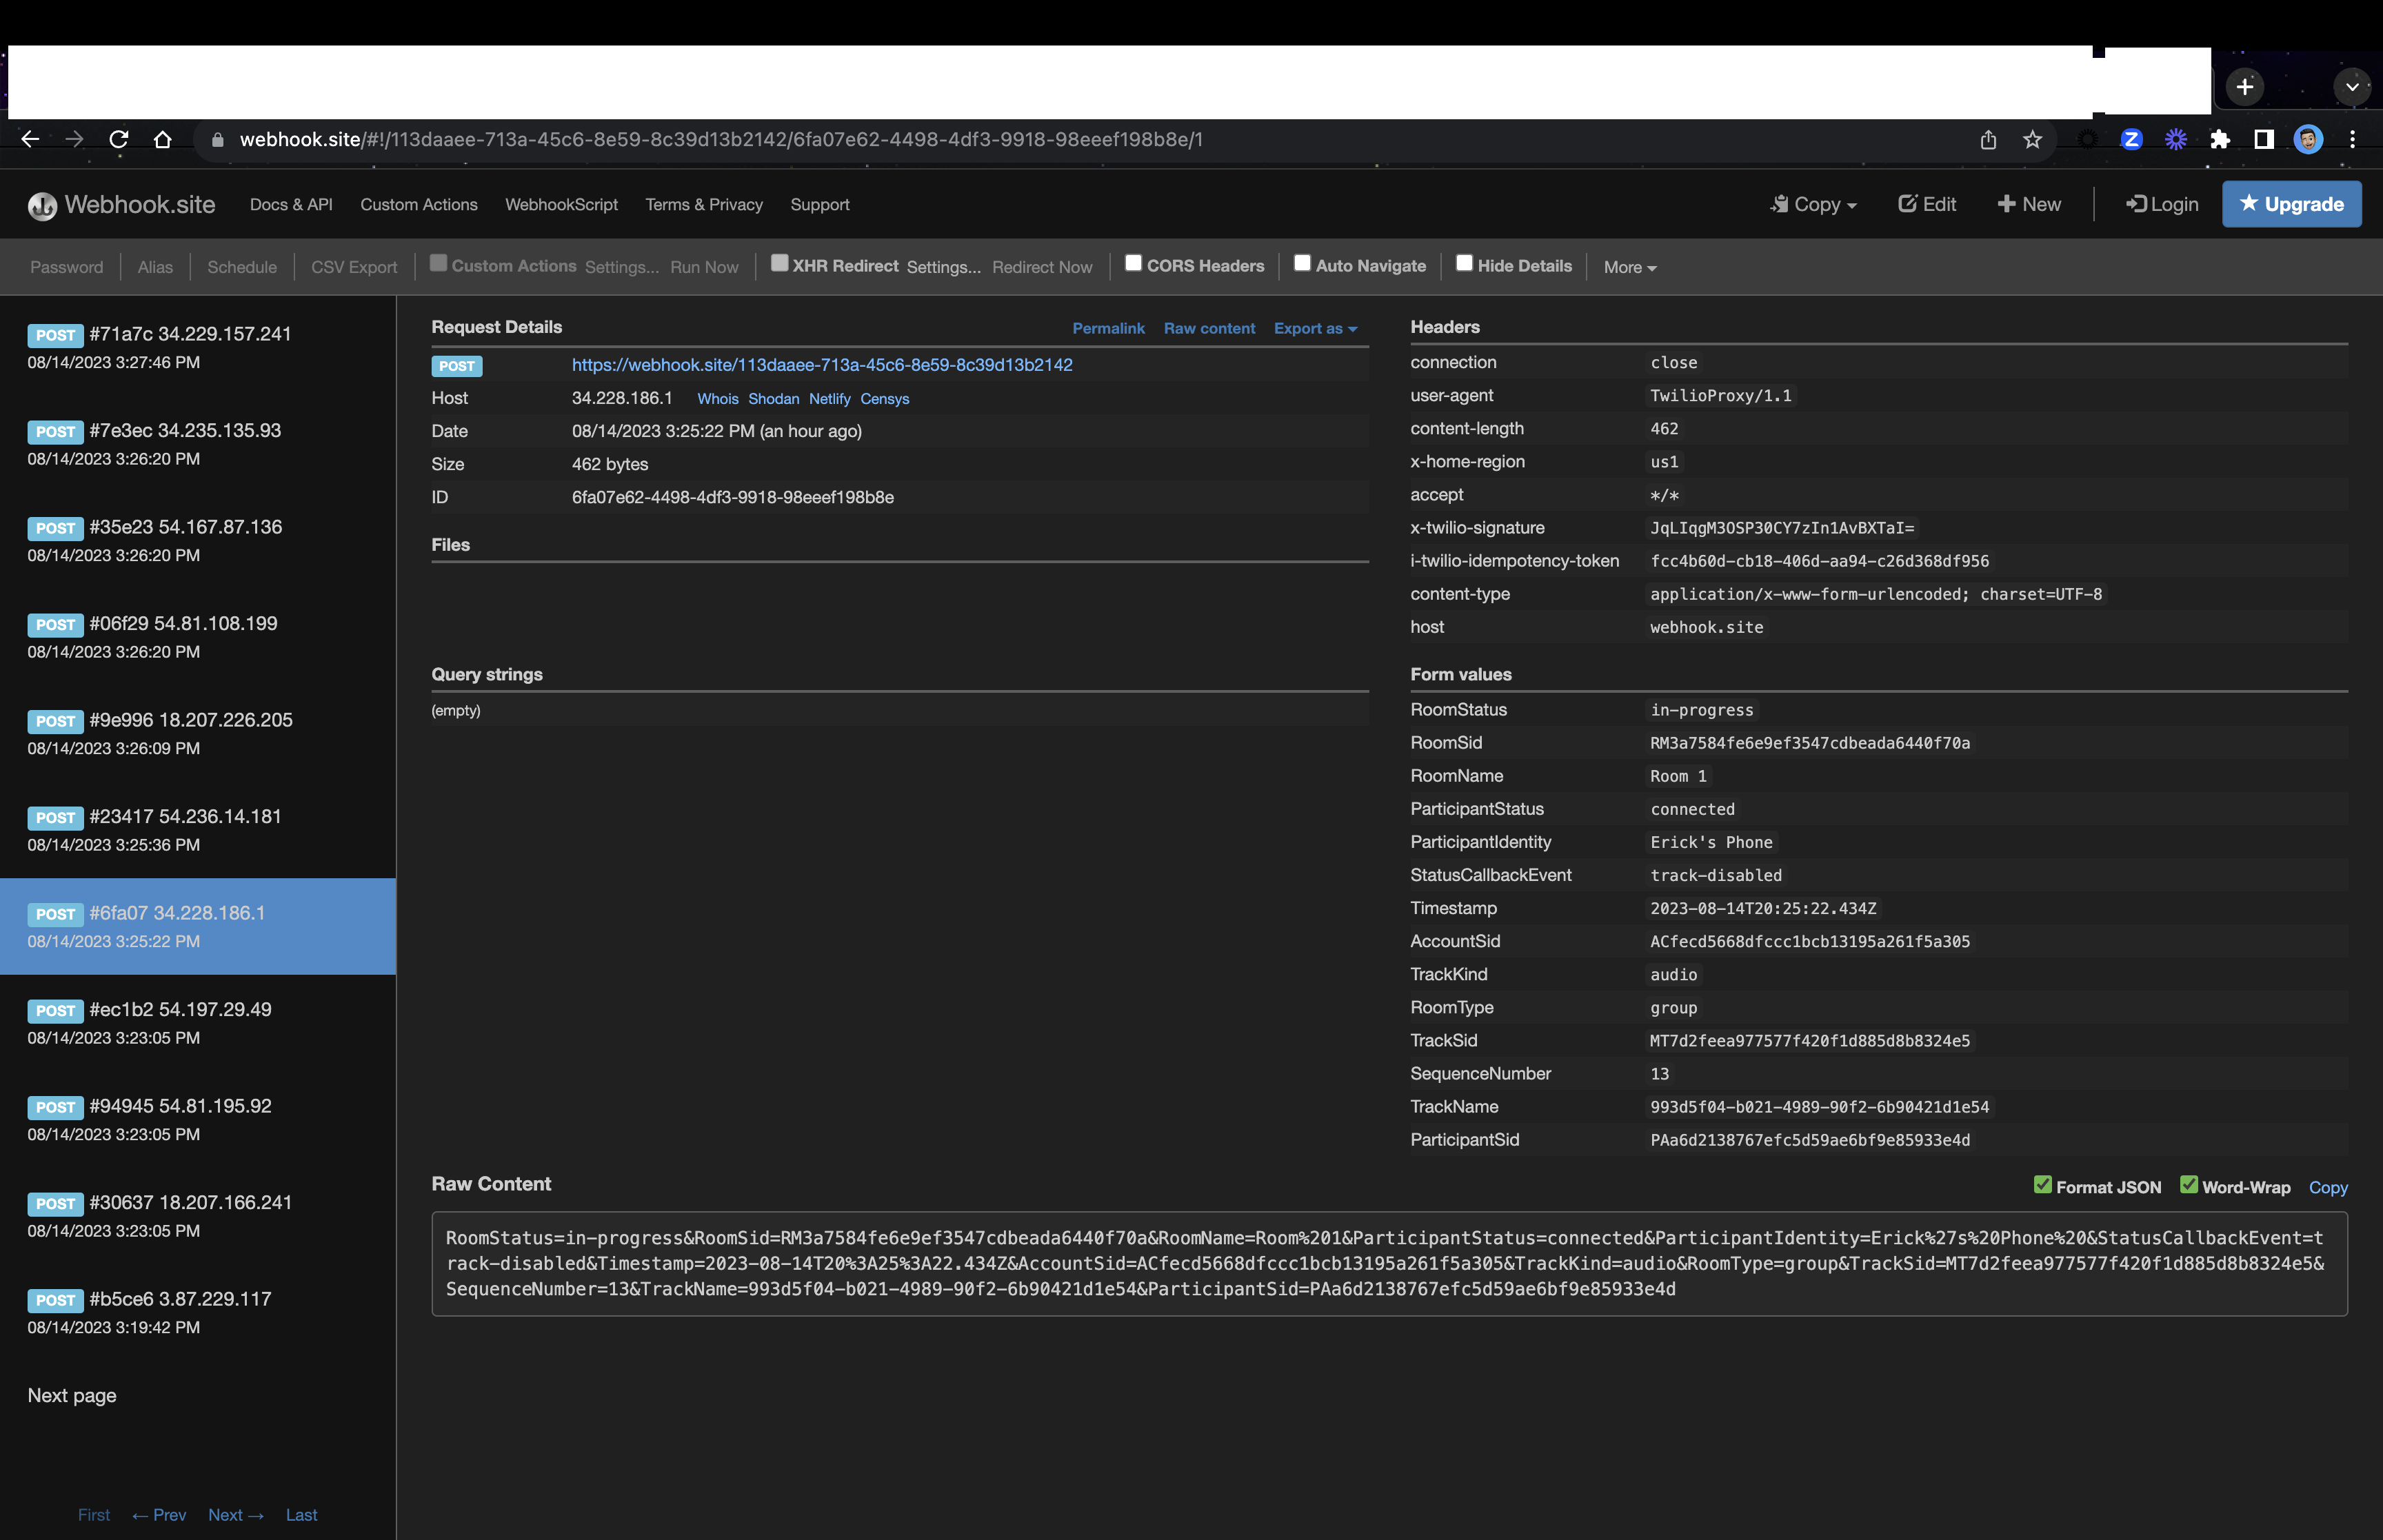 webhook.site/#!/113daaee-713a-45c6-8e59-8c39d13b2142/6fa07e62-4498-4df3-9918-98eeef198b8e/1
Webhook.site Docs & API Custom Actions WebhookScript Terms & Privacy Support Copy Edit New Login Upgrade
Password Alias Schedule CSV Export Custom Actions Settings... Run Now XHR Redirect Settings... Redirect Now CORS Headers Auto Navigate Hide Details More
POST #71a7c 34.229.157.241
08/14/2023 3:27:46 PM
POST #7e3ec 34.235.135.93
08/14/2023 3:26:20 PM
POST #35e23 54.167.87.136
08/14/2023 3:26:20 PM
POST #06f29 54.81.108.199
08/14/2023 3:26:20 PM
POST #9e996 18.207.226.205
08/14/2023 3:26:09 PM
POST #23417 54.236.14.181
08/14/2023 3:25:36 PM
POST #6fa07 34.228.186.1
08/14/2023 3:25:22 PM
POST #ec1b2 54.197.29.49
08/14/2023 3:23:05 PM
POST #94945 54.81.195.92
08/14/2023 3:23:05 PM
POST #30637 18.207.166.241
08/14/2023 3:23:05 PM
POST #b5ce6 3.87.229.117
08/14/2023 3:19:42 PM
Next page
First ← Prev Next → Last
Request Details Permalink Raw content Export as
POST https://webhook.site/113daaee-713a-45c6-8e59-8c39d13b2142
Host 34.228.186.1 Whois Shodan Netlify Censys
Date 08/14/2023 3:25:22 PM (an hour ago)
Size 462 bytes
ID 6fa07e62-4498-4df3-9918-98eeef198b8e
Files
Query strings
(empty)
Headers
connection close
user-agent TwilioProxy/1.1
content-length 462
x-home-region us1
accept */*
x-twilio-signature JqLIqgM3OSP30CY7zIn1AvBXTaI=
i-twilio-idempotency-token fcc4b60d-cb18-406d-aa94-c26d368df956
content-type application/x-www-form-urlencoded; charset=UTF-8
host webhook.site
Form values
RoomStatus in-progress
RoomSid RM3a7584fe6e9ef3547cdbeada6440f70a
RoomName Room 1
ParticipantStatus connected
ParticipantIdentity Erick's Phone
StatusCallbackEvent track-disabled
Timestamp 2023-08-14T20:25:22.434Z
AccountSid ACfecd5668dfccc1bcb13195a261f5a305
TrackKind audio
RoomType group
TrackSid MT7d2feea977577f420f1d885d8b8324e5
SequenceNumber 13
TrackName 993d5f04-b021-4989-90f2-6b90421d1e54
ParticipantSid PAa6d2138767efc5d59ae6bf9e85933e4d
Raw Content Format JSON Word-Wrap Copy
RoomStatus=in-progress&RoomSid=RM3a7584fe6e9ef3547cdbeada6440f70a&RoomName=Room%201&ParticipantStatus=connected&ParticipantIdentity=Erick%27s%20Phone%20&StatusCallbackEvent=t
rack-disabled&Timestamp=2023-08-14T20%3A25%3A22.434Z&AccountSid=ACfecd5668dfccc1bcb13195a261f5a305&TrackKind=audio&RoomType=group&TrackSid=MT7d2feea977577f420f1d885d8b8324e5&
SequenceNumber=13&TrackName=993d5f04-b021-4989-90f2-6b90421d1e54&ParticipantSid=PAa6d2138767efc5d59ae6bf9e85933e4d